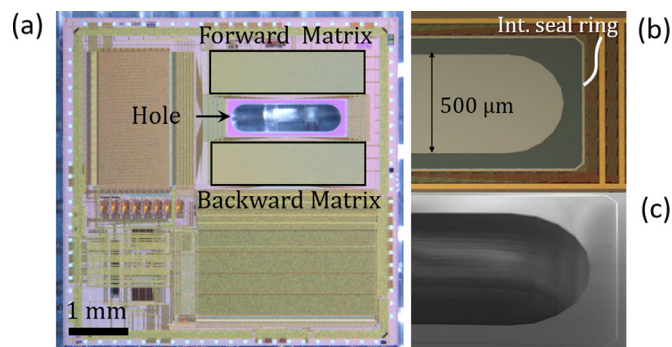 (a)
Forward Matrix
Hole
Backward Matrix
1 mm
Int. seal ring
(b)
500 µm
(c)